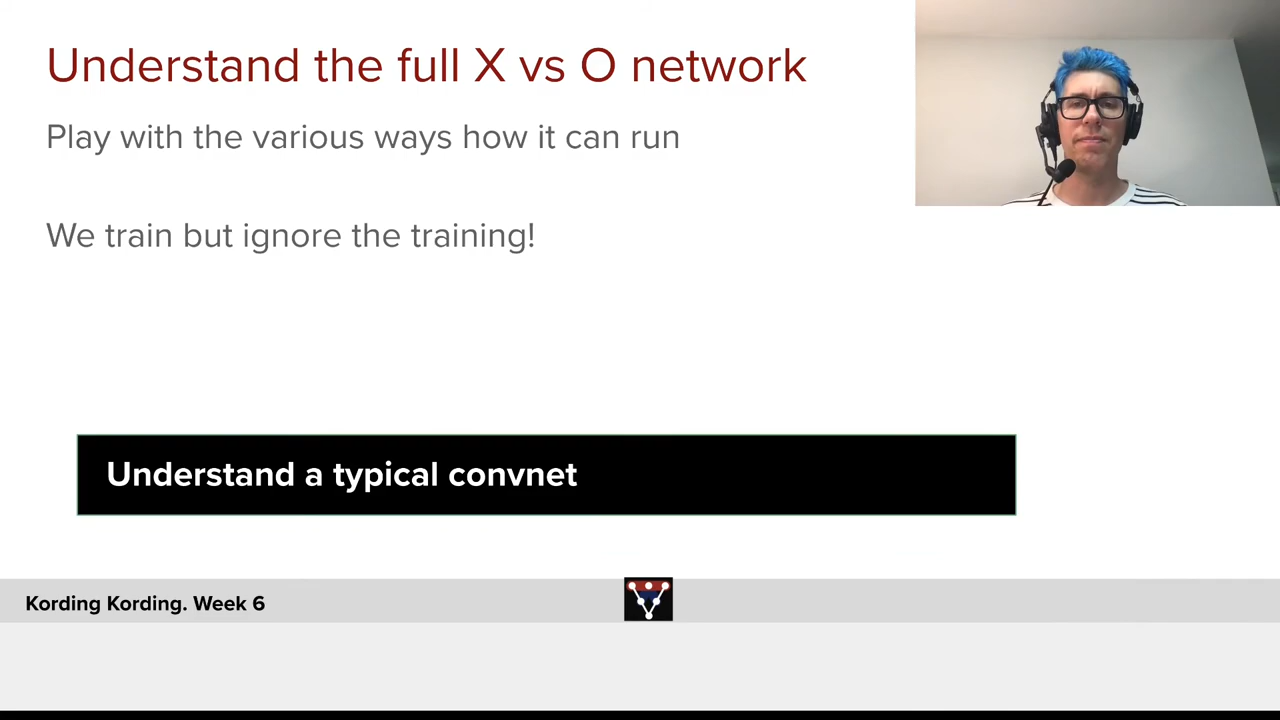 Understand the full X vs O network
Play with the various ways how it can run
We train but ignore the training!
Understand a typical convnet
Kording Kording. Week 6